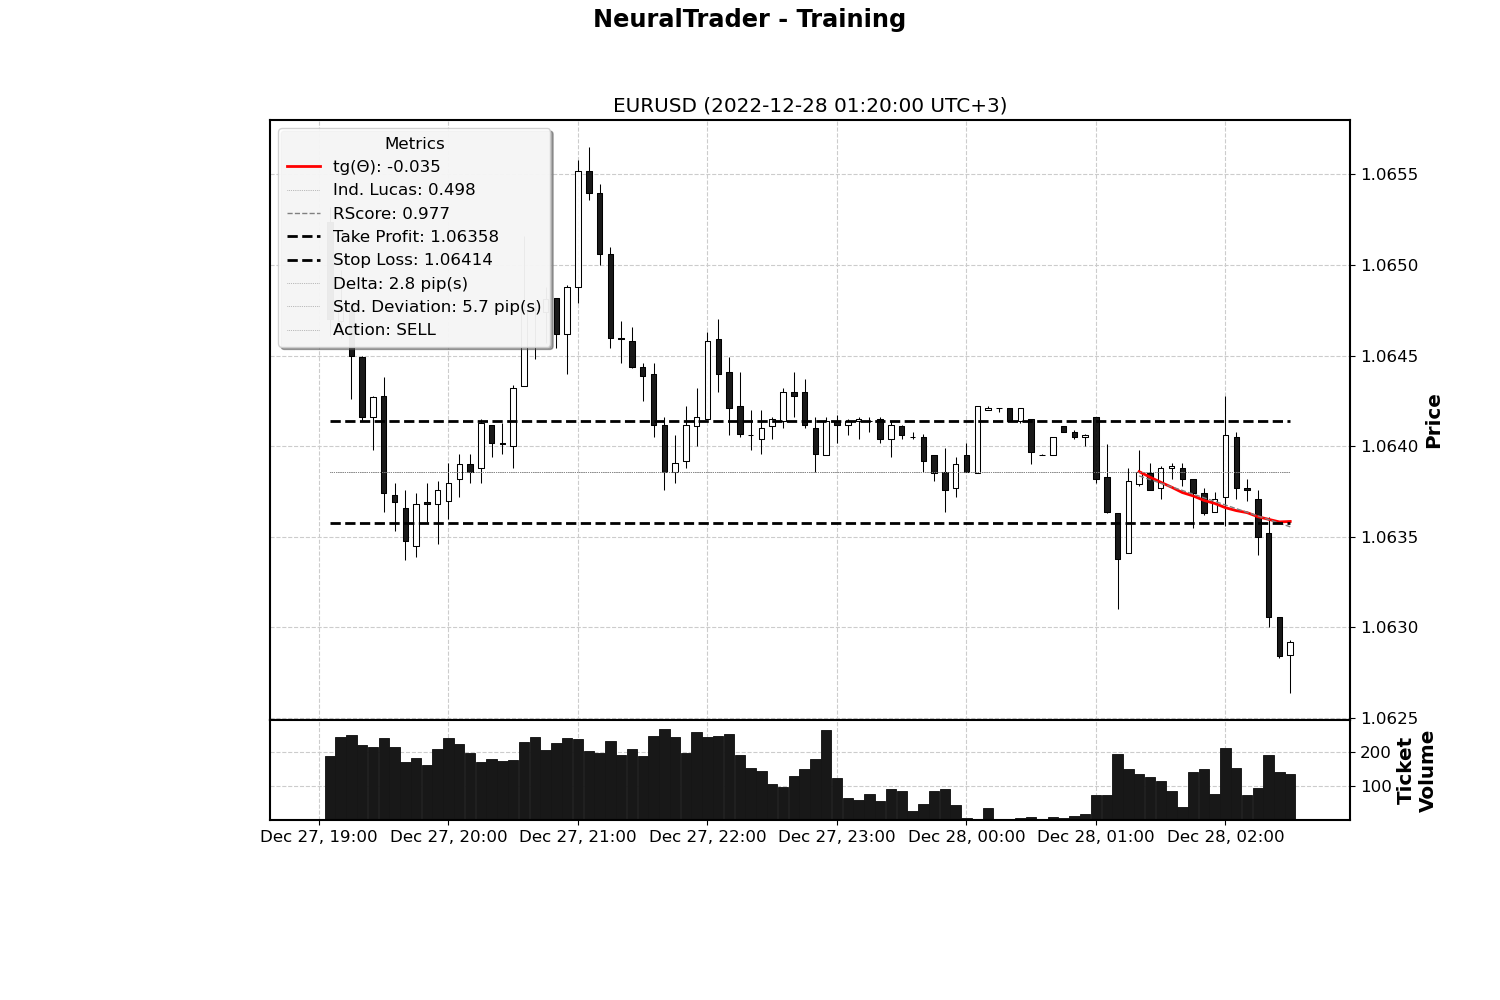 NeuralTrader - Training
EURUSD (2022-12-28 01:20:00 UTC+3)
Metrics
tg(Θ): -0.035
Ind. Lucas: 0.498
RScore: 0.977
Take Profit: 1.06358
Stop Loss: 1.06414
Delta: 2.8 pip(s)
Std. Deviation: 5.7 pip(s)
Action: SELL
1.0655
1.0650
1.0645
1.0640
1.0635
1.0630
1.0625
Price
200
100
Ticket
Volume
Dec 27, 19:00
Dec 27, 20:00
Dec 27, 21:00
Dec 27, 22:00
Dec 27, 23:00
Dec 28, 00:00
Dec 28, 01:00
Dec 28, 02:00